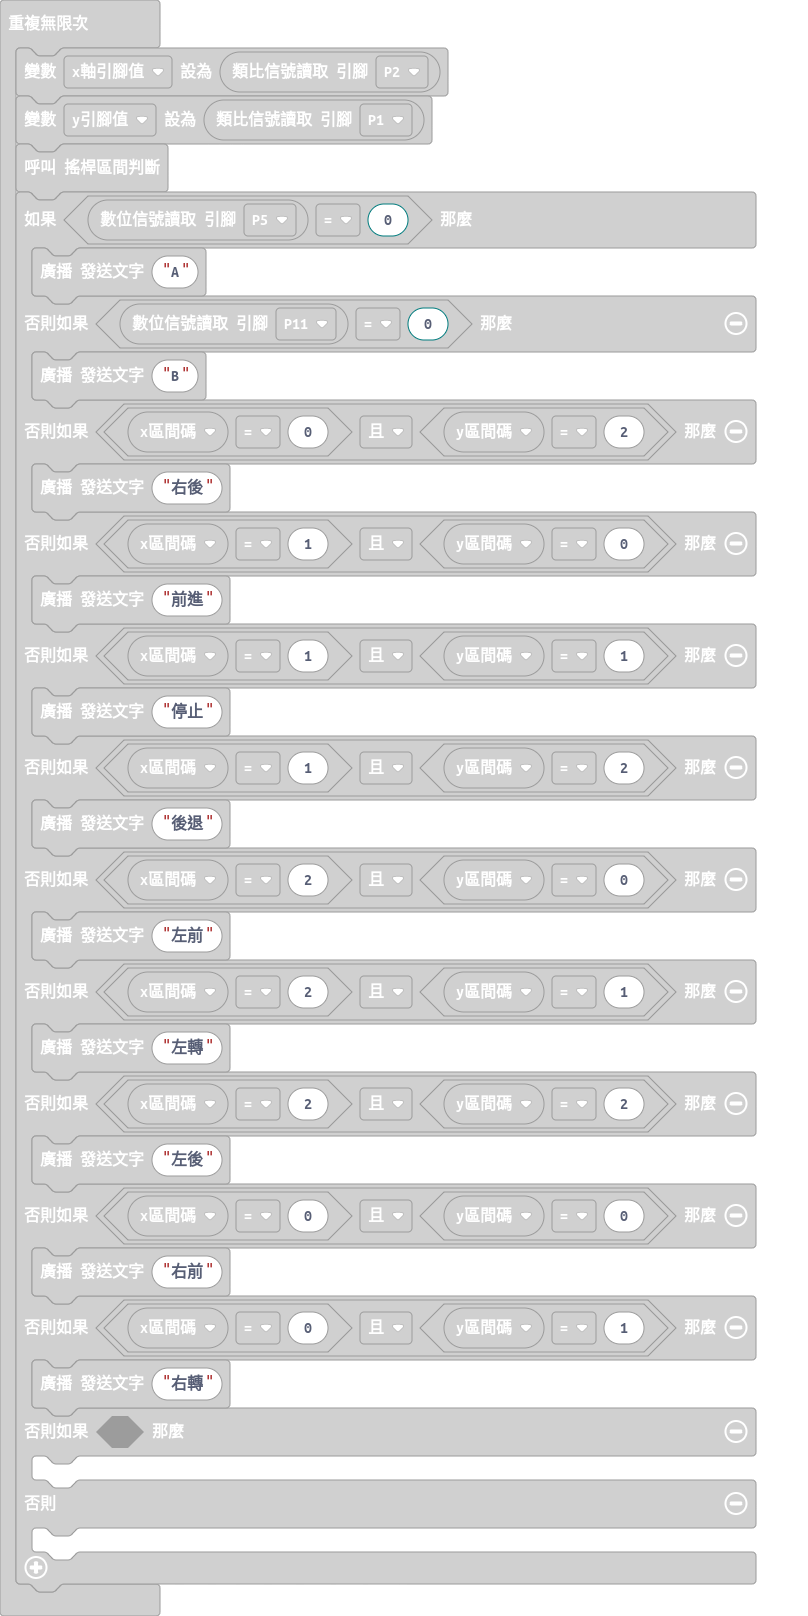 重複無限次
變數 x軸引腳值 設為 類比信號讀取 引腳 P2
變數 y引腳值 設為 類比信號讀取 引腳 P1
呼叫 搖桿區間判斷
如果 數位信號讀取 引腳 P5 = 0 那麼
廣播 發送文字 "A"
否則如果 數位信號讀取 引腳 P11 = 0 那麼
廣播 發送文字 "B"
否則如果 x區間碼 = 0 且 y區間碼 = 2 那麼
廣播 發送文字 "右後"
否則如果 x區間碼 = 1 且 y區間碼 = 0 那麼
廣播 發送文字 "前進"
否則如果 x區間碼 = 1 且 y區間碼 = 1 那麼
廣播 發送文字 "停止"
否則如果 x區間碼 = 1 且 y區間碼 = 2 那麼
廣播 發送文字 "後退"
否則如果 x區間碼 = 2 且 y區間碼 = 0 那麼
廣播 發送文字 "左前"
否則如果 x區間碼 = 2 且 y區間碼 = 1 那麼
廣播 發送文字 "左轉"
否則如果 x區間碼 = 2 且 y區間碼 = 2 那麼
廣播 發送文字 "左後"
否則如果 x區間碼 = 0 且 y區間碼 = 0 那麼
廣播 發送文字 "右前"
否則如果 x區間碼 = 0 且 y區間碼 = 1 那麼
廣播 發送文字 "右轉"
否則如果 那麼
否則